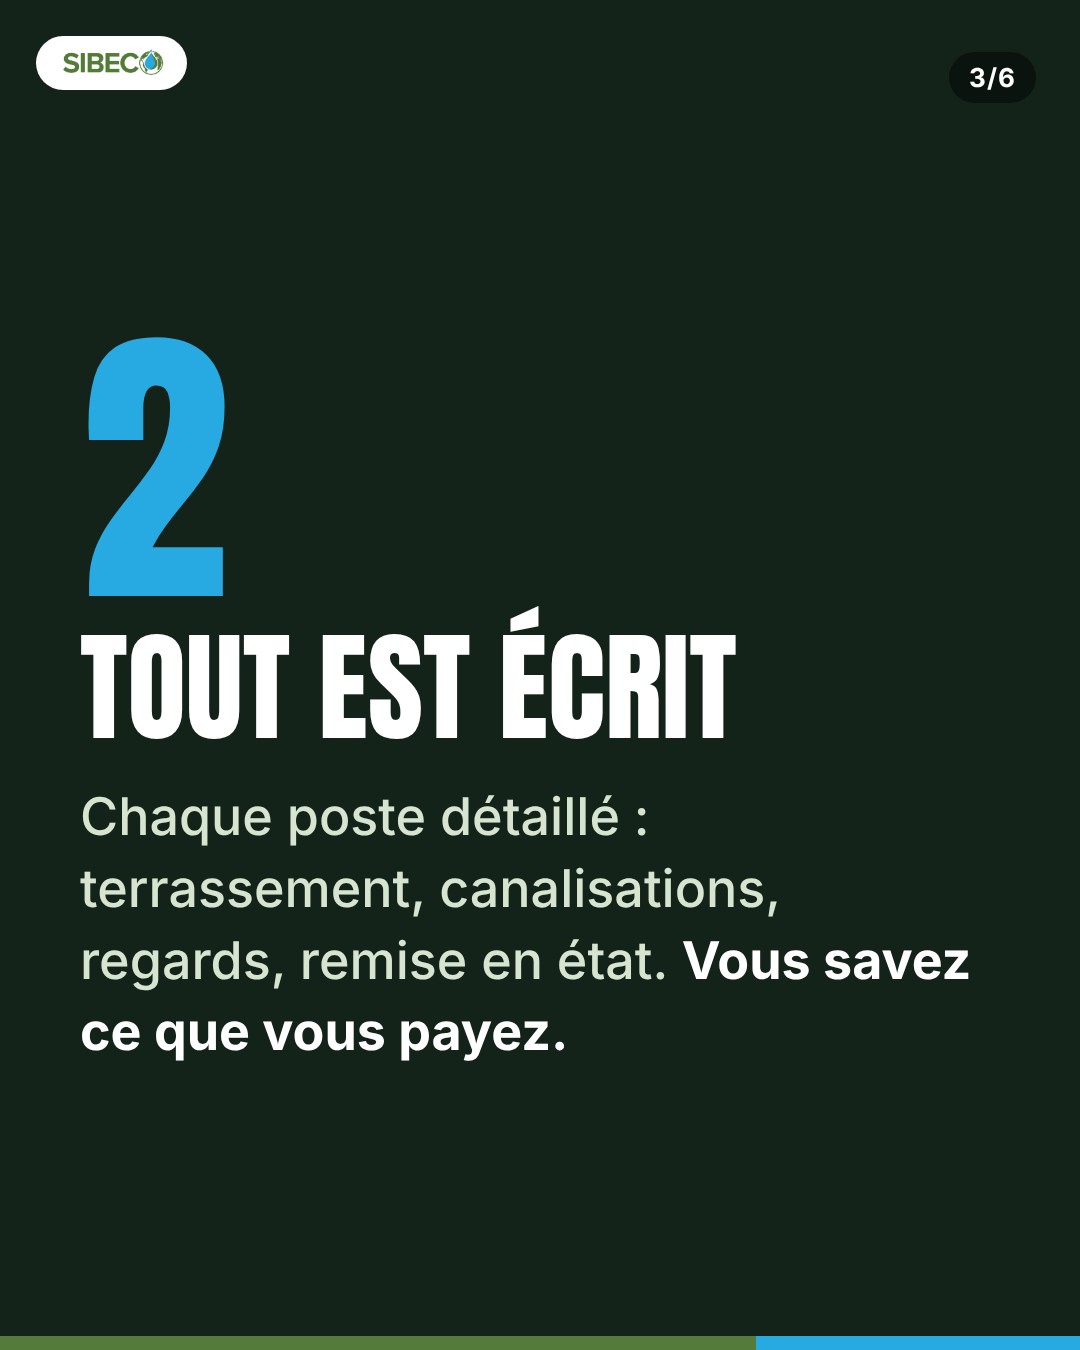 SIBECO
3/6
2
TOUT EST ÉCRIT
Chaque poste détaillé :
terrassement, canalisations,
regards, remise en état. Vous savez
ce que vous payez.